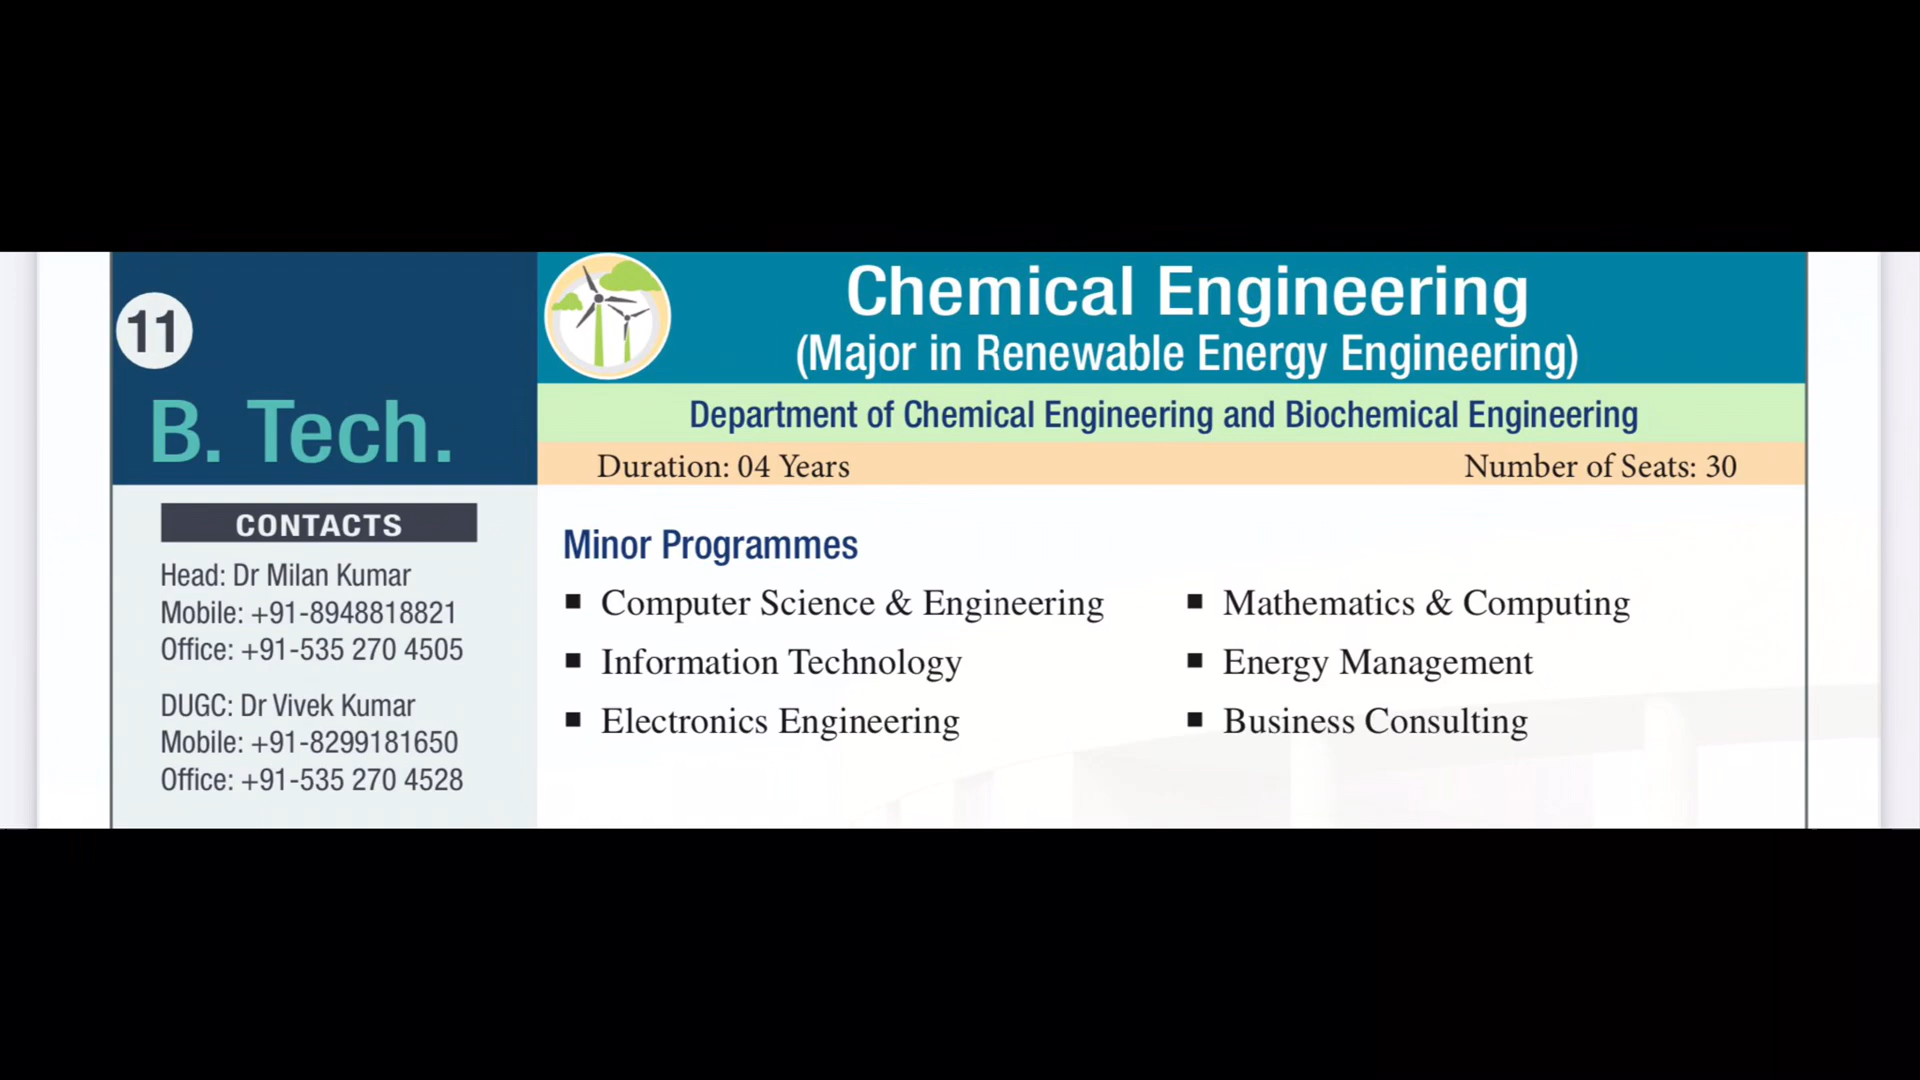 11
B. Tech.
Chemical Engineering
(Major in Renewable Energy Engineering)
Department of Chemical Engineering and Biochemical Engineering
Duration: 04 Years
Number of Seats: 30
CONTACTS
Head: Dr Milan Kumar
Mobile: +91-8948818821
Office: +91-535 270 4505
DUGC: Dr Vivek Kumar
Mobile: +91-8299181650
Office: +91-535 270 4528
Minor Programmes
■ Computer Science & Engineering
■ Information Technology
■ Electronics Engineering
■ Mathematics & Computing
■ Energy Management
■ Business Consulting